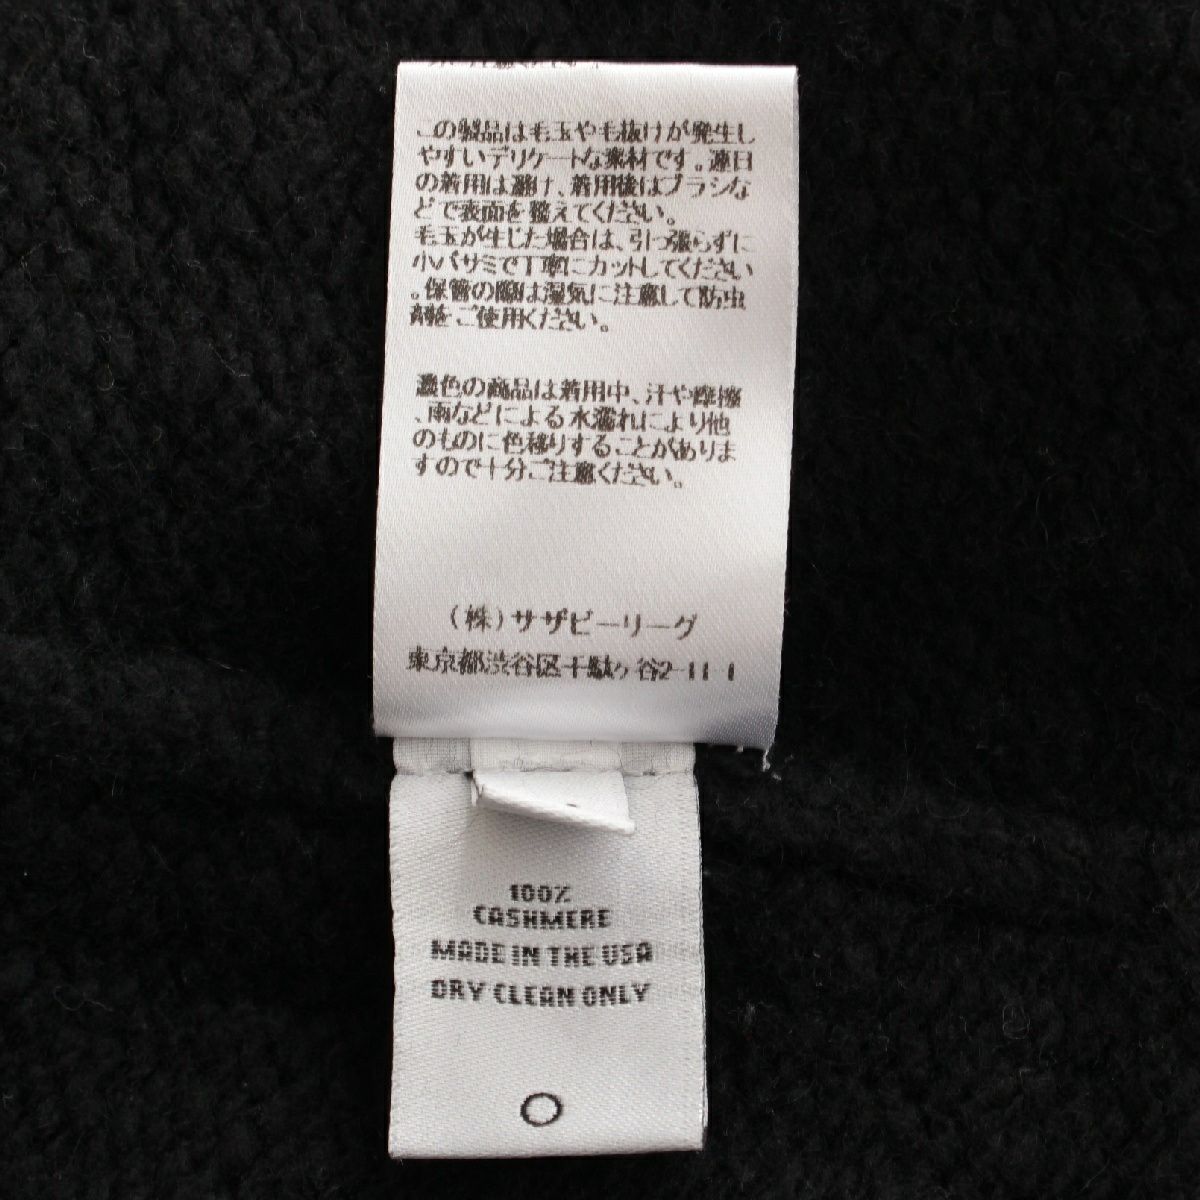 この製品は毛玉や毛抜けが発生し
やすいデリケートな素材です。連日
の着用は避け、着用後はブラシな
どで表面を整えてください。
毛玉が生じた場合は、引っ張らずに
小バサミで丁寧にカットしてください
。保管の際は湿気に注意して防虫
剤をご使用ください。
濃色の商品は着用中、汗や摩擦
、雨などによる水濡れにより他
のものに色移りすることがありま
すので十分ご注意ください。
(株)サザビーリーグ
東京都渋谷区千駄ヶ谷2-11-1
100%
CASHMERE
MADE IN THE USA
DRY CLEAN ONLY
O